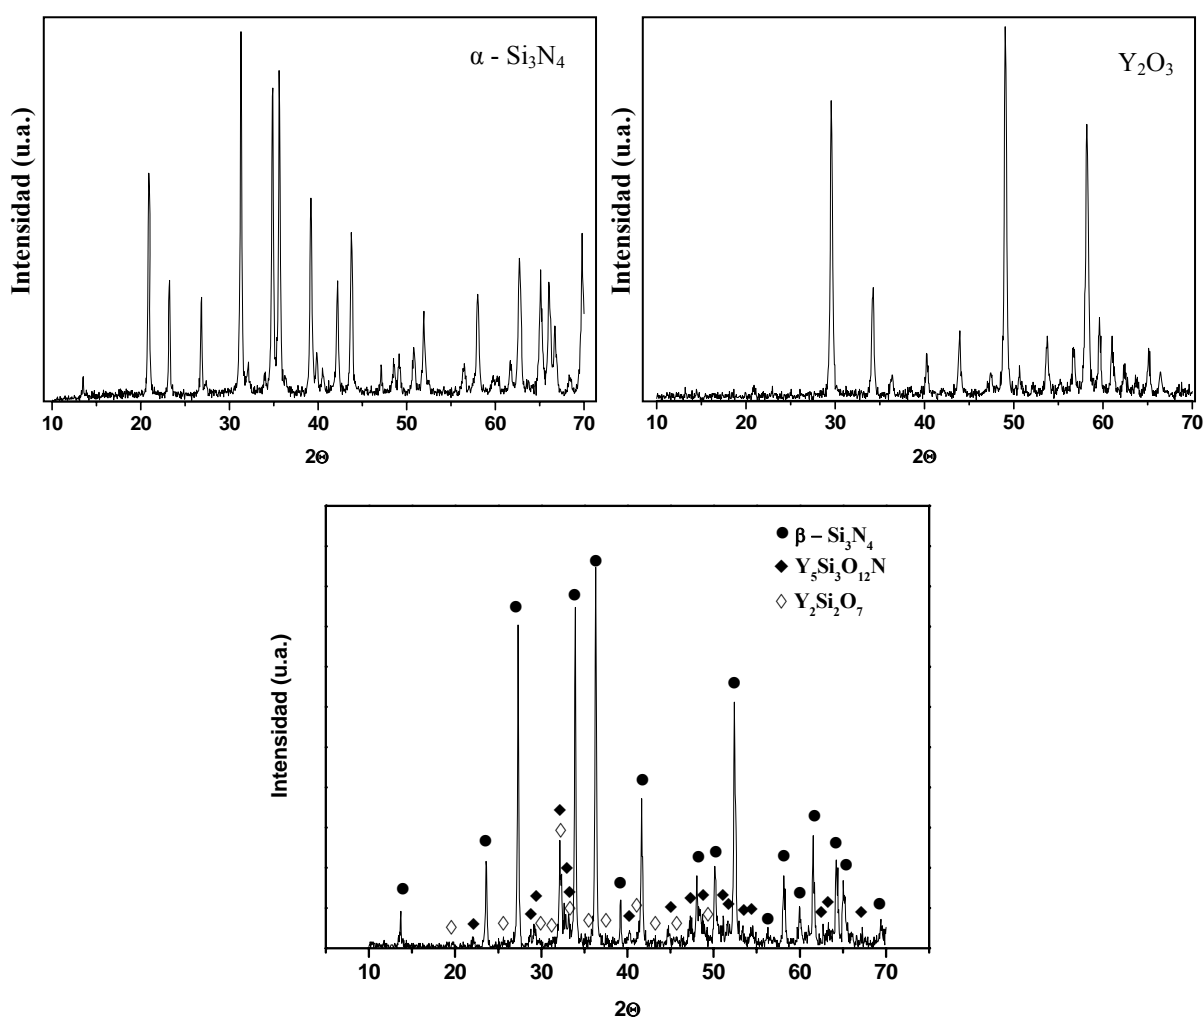 α - Si₃N₄
Intensidad (u.a.)
10 20 30 40 50 60 70
2Θ
Y₂O₃
Intensidad (u.a.)
10 20 30 40 50 60 70
2Θ
β – Si₃N₄
Y₅Si₃O₁₂N
Y₂Si₂O₇
Intensidad (u.a.)
10 20 30 40 50 60 70
2Θ